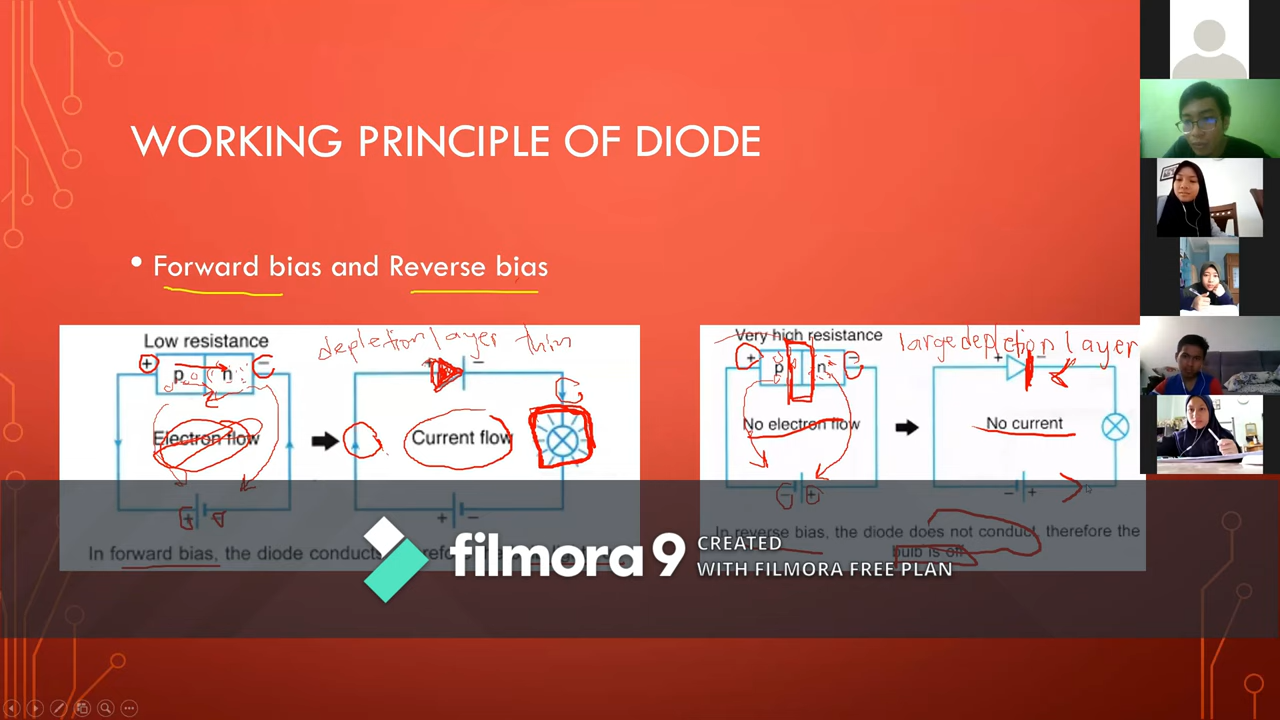 WORKING PRINCIPLE OF DIODE
• Forward bias and Reverse bias
Low resistance
depletion layer thin
+ p n −
+ −
Electron flow
Current flow
+
+ −
In forward bias, the diode conducts
Very high resistance
large depletion layer
+ p n −
+ −
No electron flow
No current
− +
− +
In reverse bias, the diode does not conduct, therefore the
bulb is off
filmora 9
CREATED
WITH FILMORA FREE PLAN